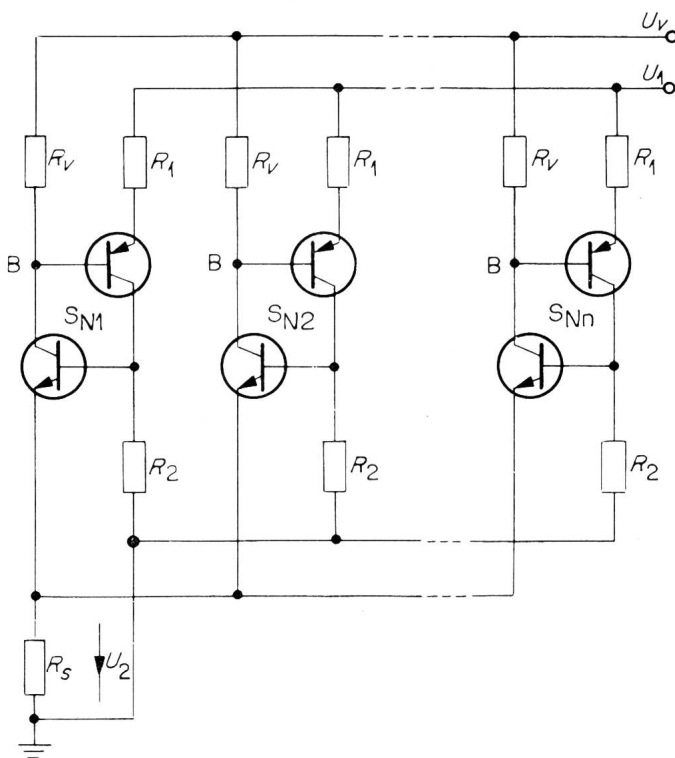 U_v
U_1
R_v
R_1
R_v
R_1
R_v
R_1
B
B
B
S_N1
S_N2
S_Nn
R_2
R_2
R_2
R_s
U_2